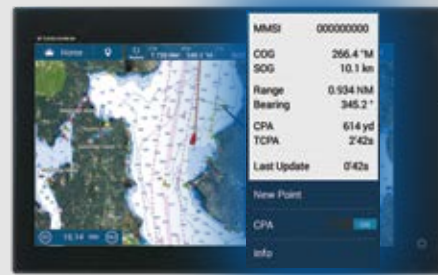 Home
MMSI 000000000
COG 266.4 °M
SOG 10.1 kn
Range 0.934 NM
Bearing 345.2 °
CPA 614 yd
TCPA 2'42s
Last Update 0'42s
New Point
CPA
Info